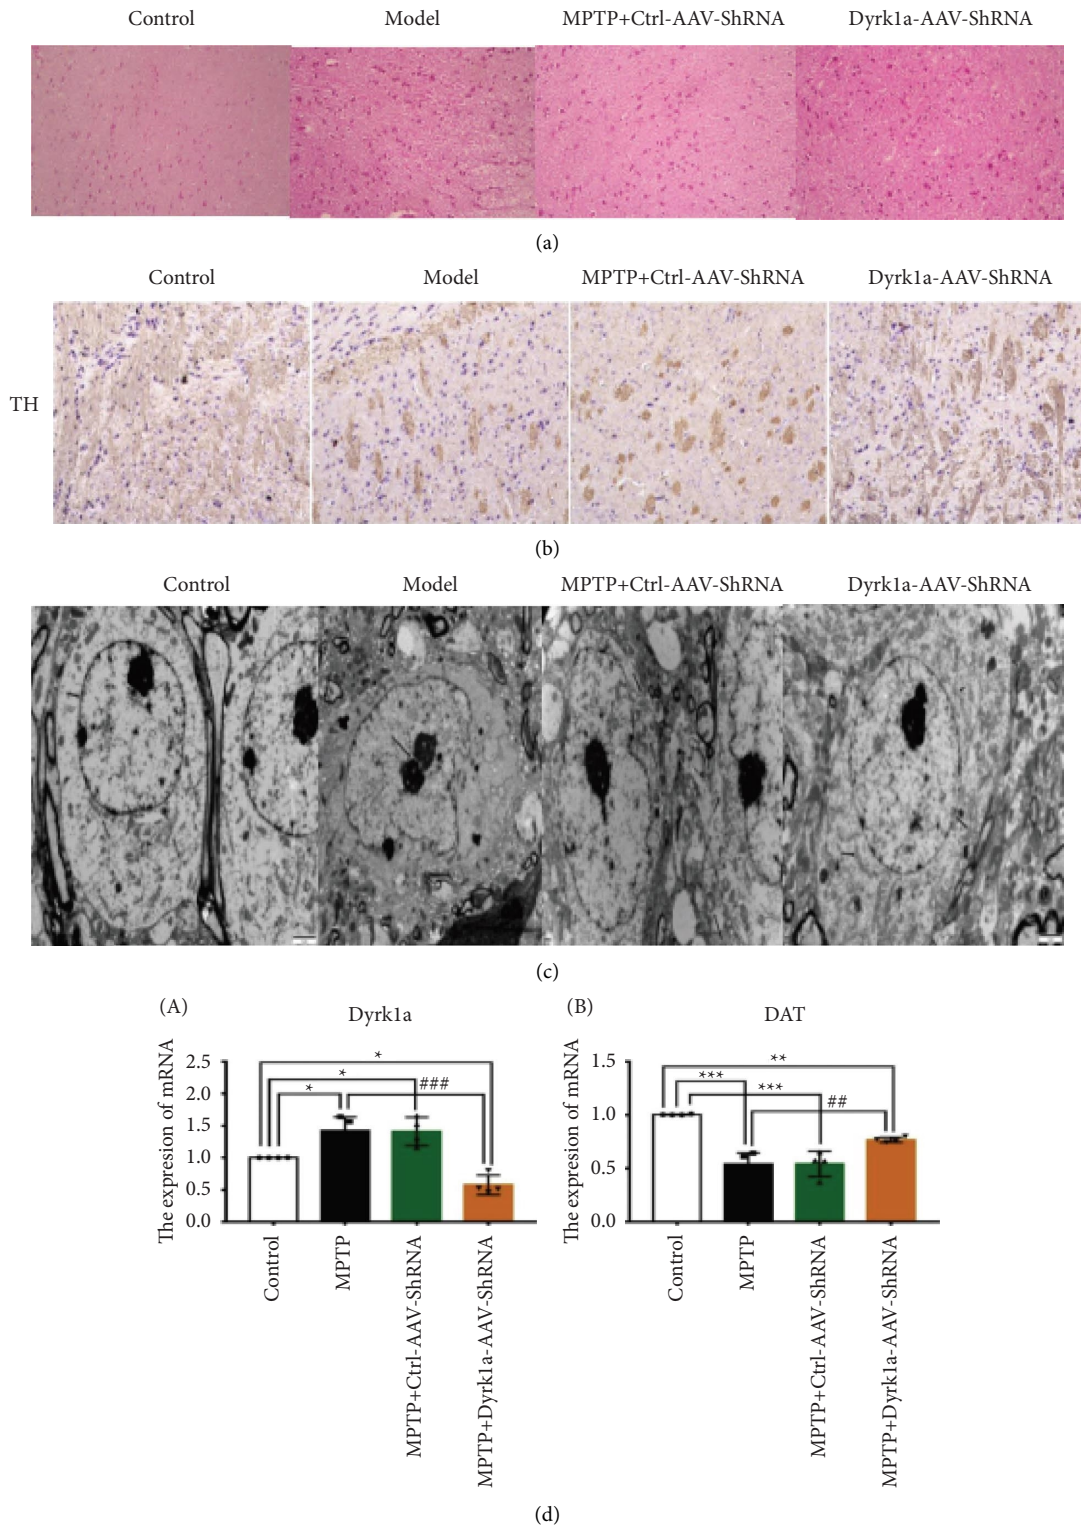 Control Model MPTP+Ctrl-AAV-ShRNA Dyrk1a-AAV-ShRNA
(a)
Control Model MPTP+Ctrl-AAV-ShRNA Dyrk1a-AAV-ShRNA
TH
(b)
Control Model MPTP+Ctrl-AAV-ShRNA Dyrk1a-AAV-ShRNA
(c)
(A)
Dyrk1a
The expresion of mRNA
2.5
2.0
1.5
1.0
0.5
0.0
*
*
*
###
Control
MPTP
MPTP+Ctrl-AAV-ShRNA
MPTP+Dyrk1a-AAV-ShRNA
(B)
DAT
The expresion of mRNA
1.5
1.0
0.5
0.0
**
***
***
##
Control
MPTP
MPTP+Ctrl-AAV-ShRNA
MPTP+Dyrk1a-AAV-ShRNA
(d)